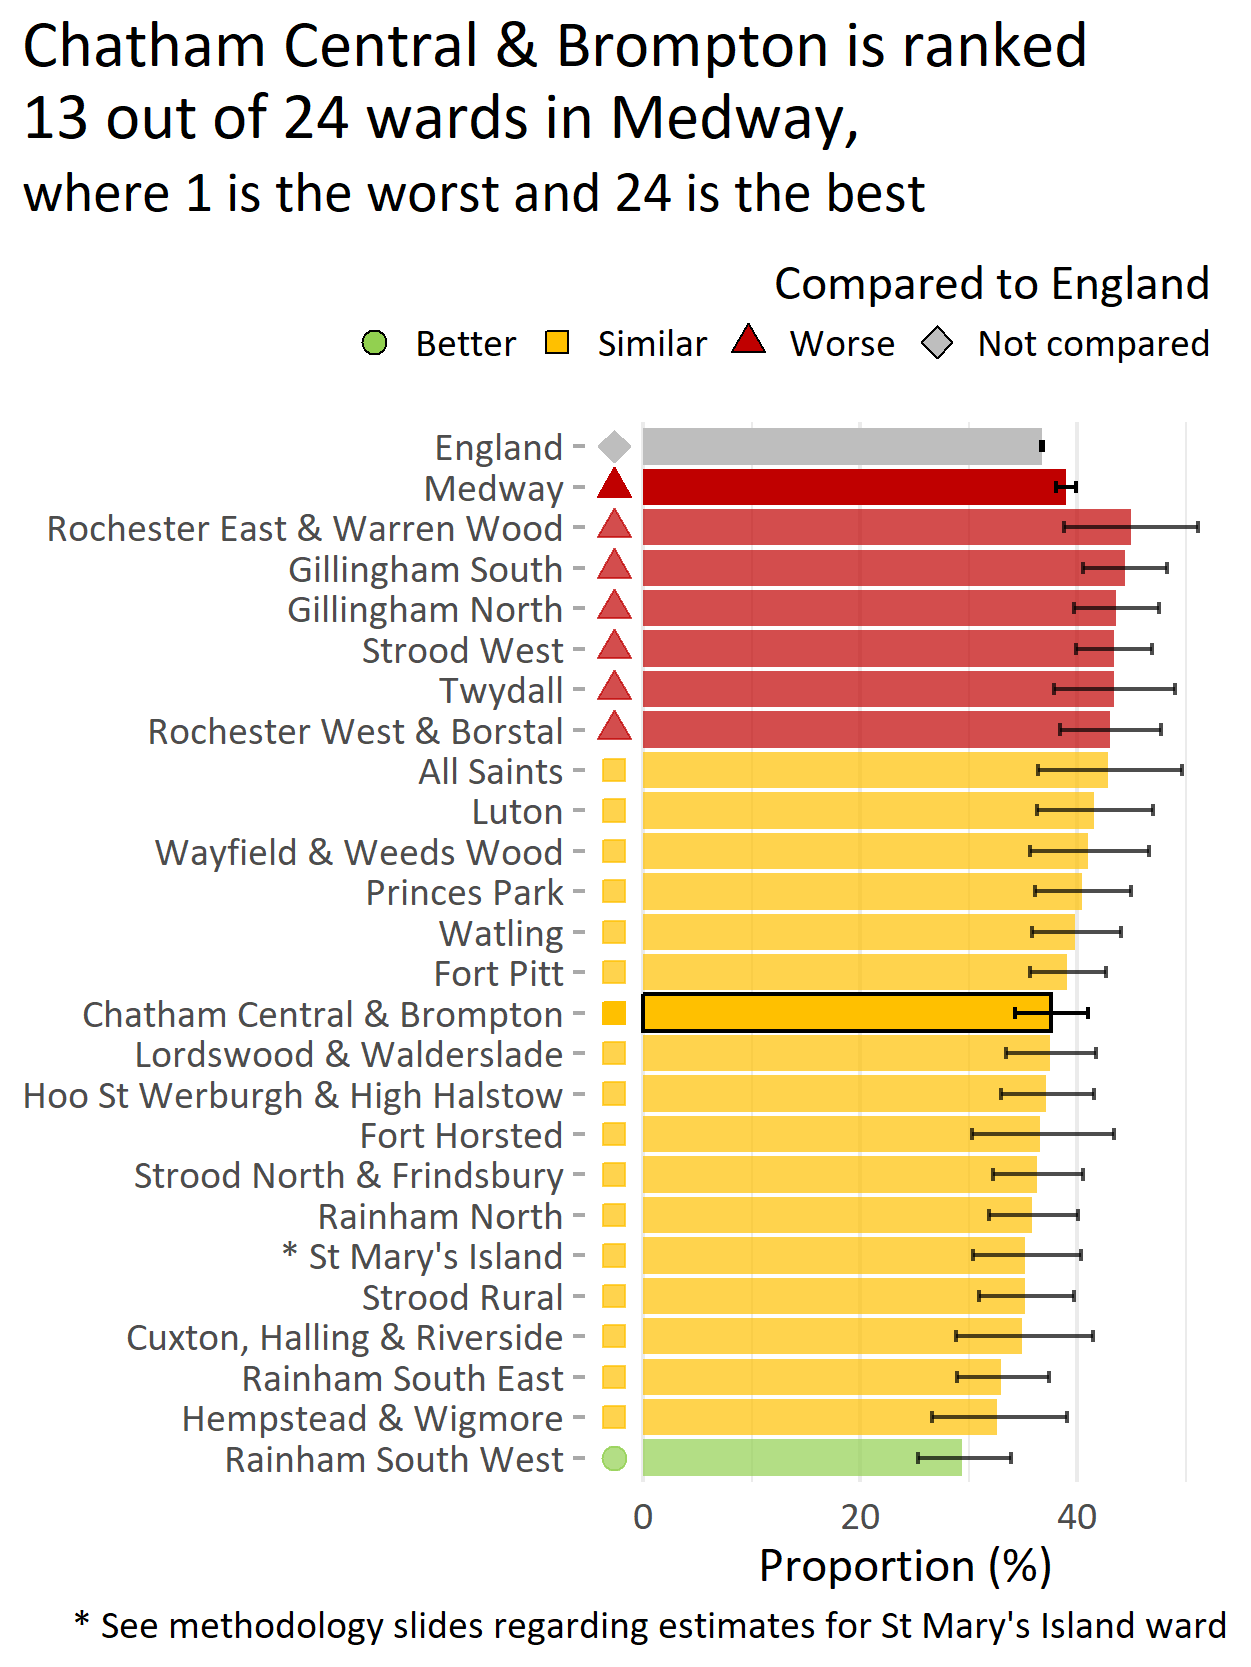 Chatham Central & Brompton is ranked
13 out of 24 wards in Medway,
where 1 is the worst and 24 is the best
Compared to England
Better Similar Worse Not compared
England
Medway
Rochester East & Warren Wood
Gillingham South
Gillingham North
Strood West
Twydall
Rochester West & Borstal
All Saints
Luton
Wayfield & Weeds Wood
Princes Park
Watling
Fort Pitt
Chatham Central & Brompton
Lordswood & Walderslade
Hoo St Werburgh & High Halstow
Fort Horsted
Strood North & Frindsbury
Rainham North
* St Mary's Island
Strood Rural
Cuxton, Halling & Riverside
Rainham South East
Hempstead & Wigmore
Rainham South West
0 20 40
Proportion (%)
* See methodology slides regarding estimates for St Mary's Island ward